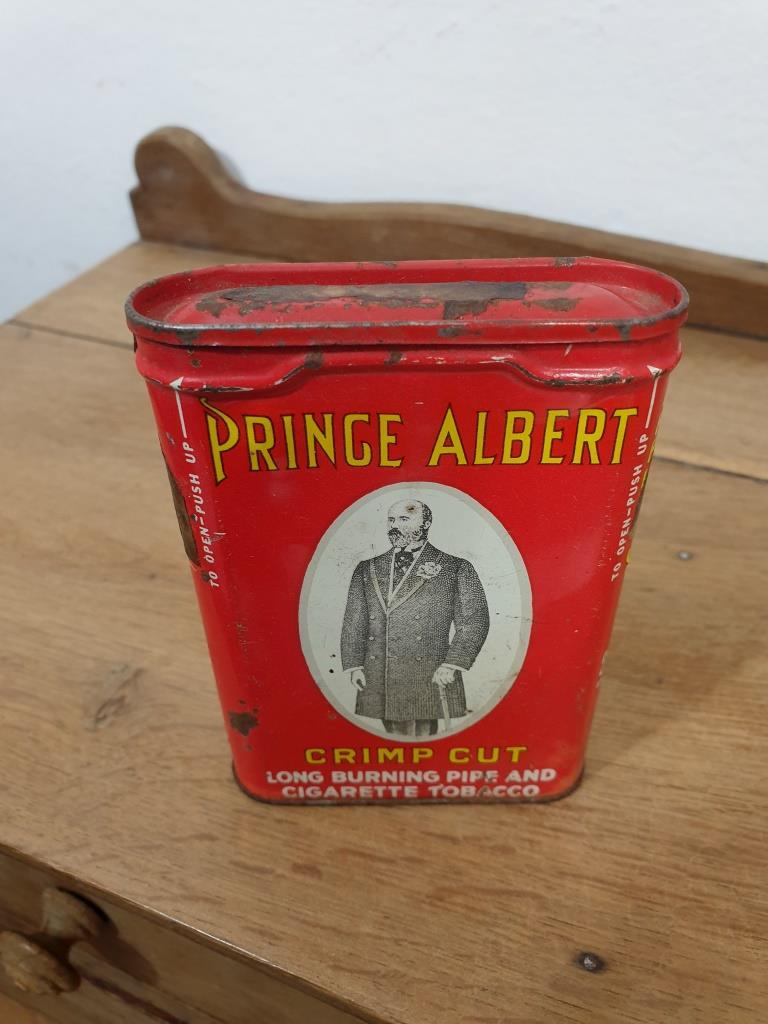 PRINCE ALBERT
TO OPEN-PUSH UP
TO OPEN-PUSH UP
CRIMP CUT
LONG BURNING PIPE AND
CIGARETTE TOBACCO